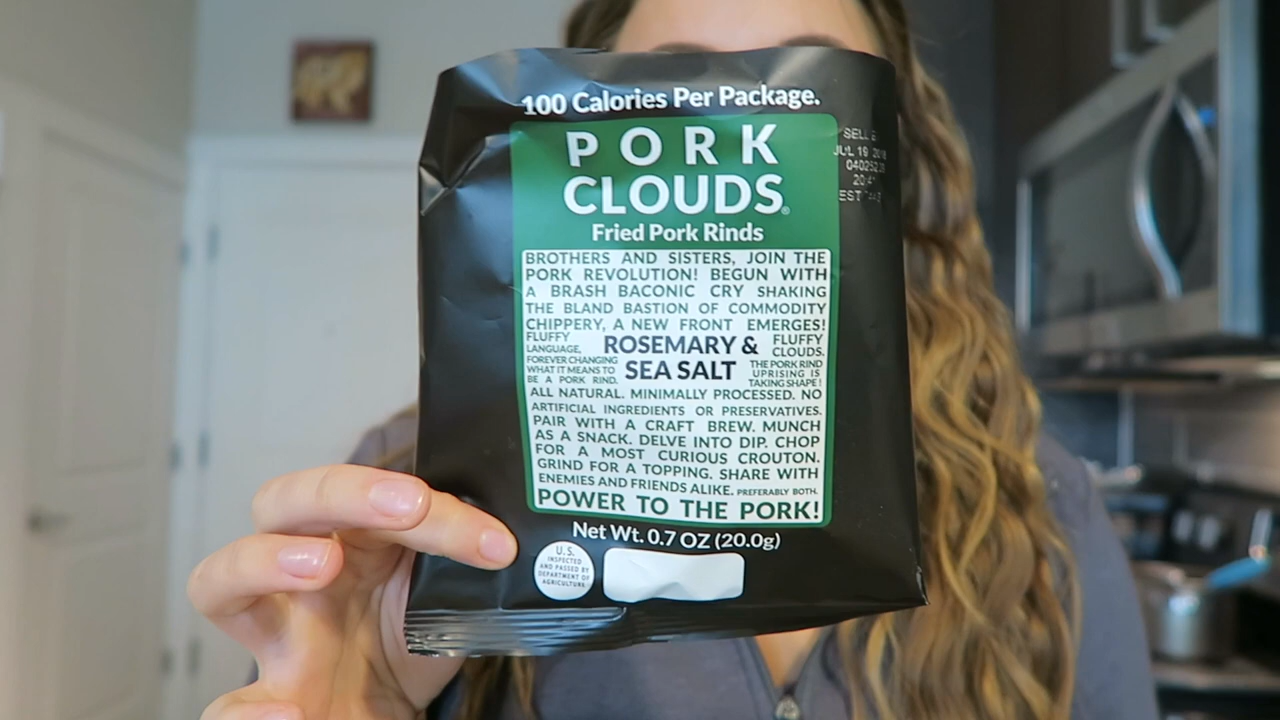 100 Calories Per Package.
PORK
CLOUDS®
Fried Pork Rinds
BROTHERS AND SISTERS, JOIN THE
PORK REVOLUTION! BEGUN WITH
A BRASH BACONIC CRY SHAKING
THE BLAND BASTION OF COMMODITY
CHIPPERY, A NEW FRONT EMERGES!
FLUFFY
LANGUAGE,
FOREVER CHANGING
WHAT IT MEANS TO
BE A PORK RIND.
ROSEMARY &
SEA SALT
FLUFFY
CLOUDS.
THE PORK RIND
UPRISING IS
TAKING SHAPE!
ALL NATURAL. MINIMALLY PROCESSED. NO
ARTIFICIAL INGREDIENTS OR PRESERVATIVES.
PAIR WITH A CRAFT BREW. MUNCH
AS A SNACK. DELVE INTO DIP. CHOP
FOR A MOST CURIOUS CROUTON.
GRIND FOR A TOPPING. SHARE WITH
ENEMIES AND FRIENDS ALIKE. PREFERABLY BOTH.
POWER TO THE PORK!
Net Wt. 0.7 OZ (20.0g)
U.S.
INSPECTED
AND PASSED BY
DEPARTMENT OF
AGRICULTURE
SELL
JUL 19
EST